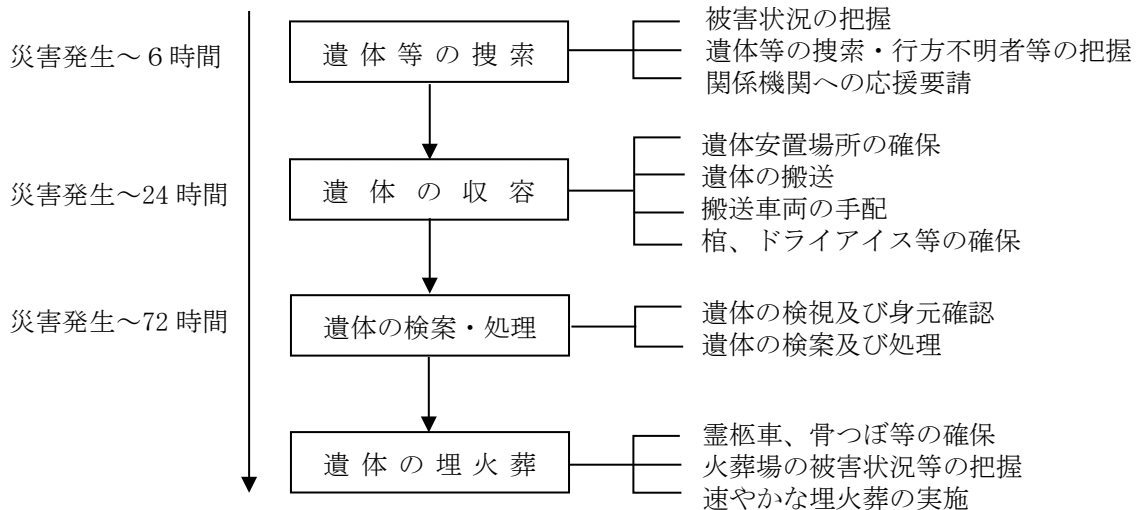 災害発生～6時間
遺体等の捜索
被害状況の把握
遺体等の捜索・行方不明者等の把握
関係機関への応援要請
災害発生～24時間
遺体の収容
遺体安置場所の確保
遺体の搬送
搬送車両の手配
棺、ドライアイス等の確保
災害発生～72時間
遺体の検案・処理
遺体の検視及び身元確認
遺体の検案及び処理
遺体の埋火葬
霊柩車、骨つぼ等の確保
火葬場の被害状況等の把握
速やかな埋火葬の実施